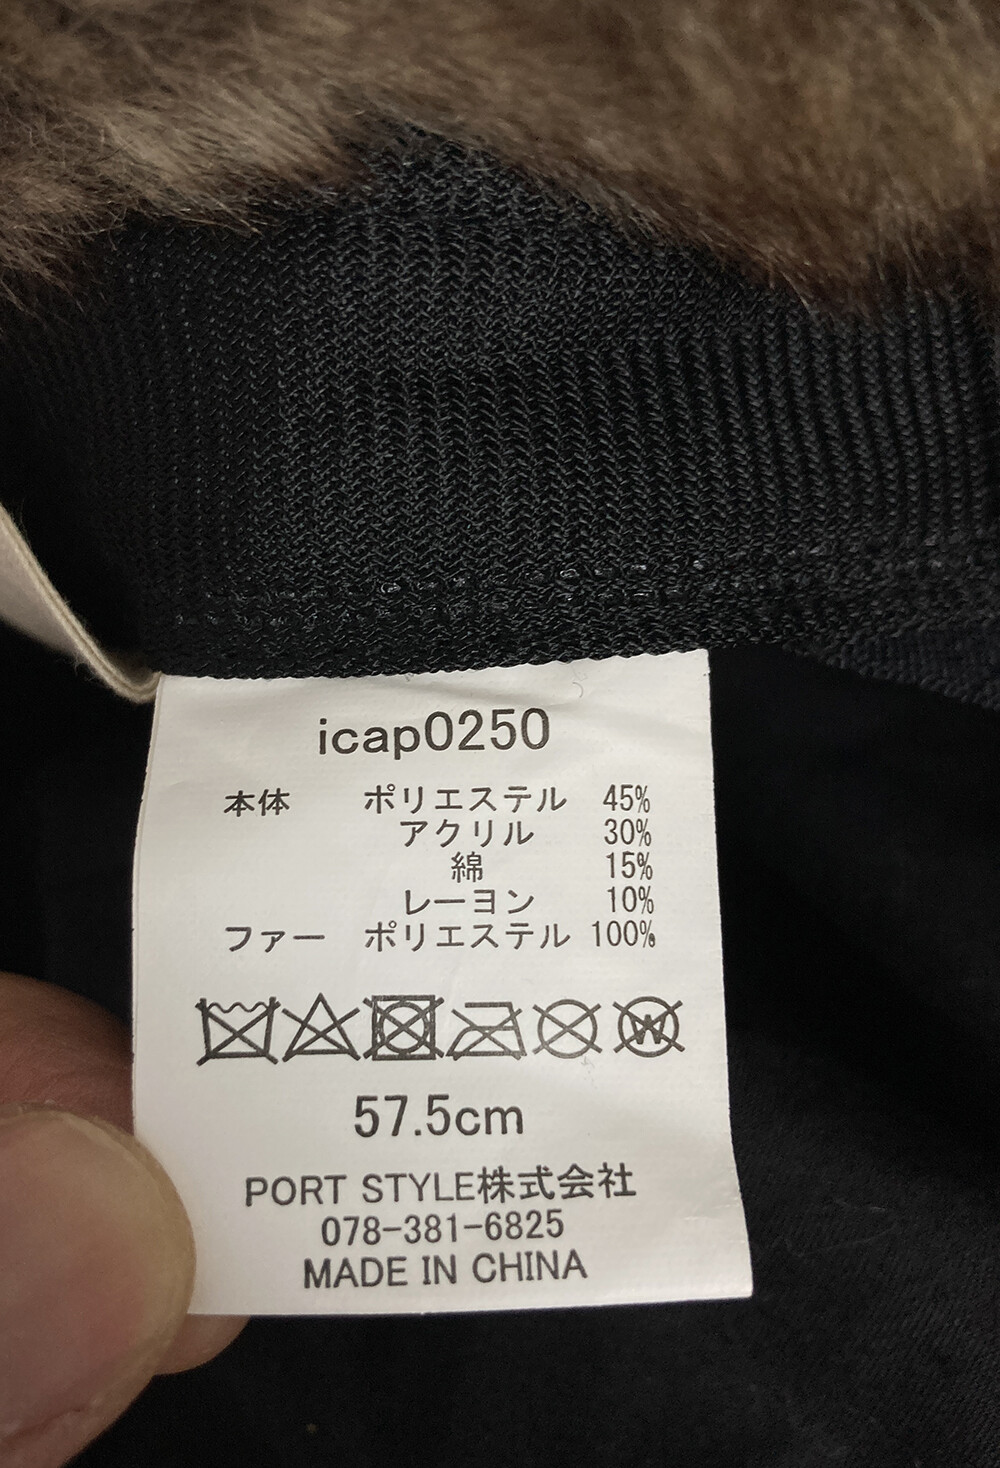 icap0250
本体 ポリエステル 45%
アクリル 30%
綿 15%
レーヨン 10%
ファー ポリエステル 100%
W
57.5cm
PORT STYLE株式会社
078-381-6825
MADE IN CHINA